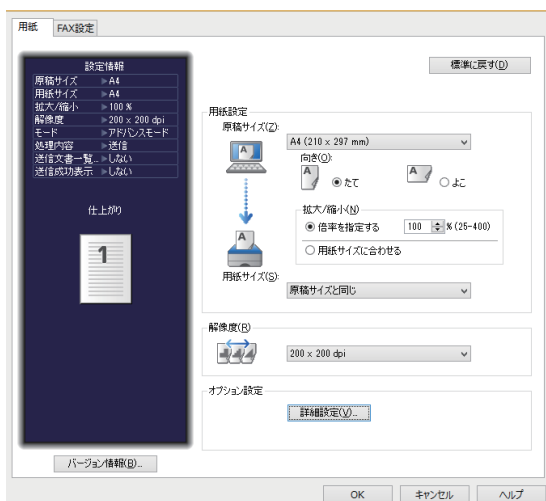 用紙 FAX設定
設定情報
原稿サイズ ▶A4
用紙サイズ ▶A4
拡大/縮小 ▶100 %
解像度 ▶200 x 200 dpi
モード ▶アドバンスモード
処理内容 ▶送信
送信文書一覧... ▶しない
送信成功表示 ▶しない
仕上がり
1
バージョン情報(B)...
標準に戻す(D)
用紙設定
原稿サイズ(Z):
A4 (210 x 297 mm)
向き(O):
A たて A よこ
拡大/縮小(N)
倍率を指定する 100 % (25-400)
用紙サイズに合わせる
A
A
用紙サイズ(S):
原稿サイズと同じ
解像度(R)
200 x 200 dpi
オプション設定
詳細設定(V)...
OK キャンセル ヘルプ